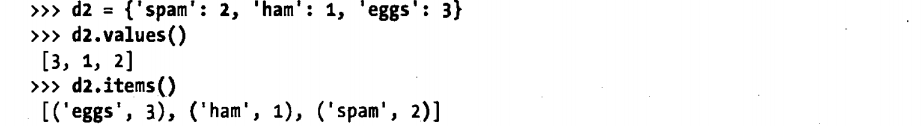 >>> d2 = {'spam': 2, 'ham': 1, 'eggs': 3}
>>> d2.values()
[3, 1, 2]
>>> d2.items()
[('eggs', 3), ('ham', 1), ('spam', 2)]